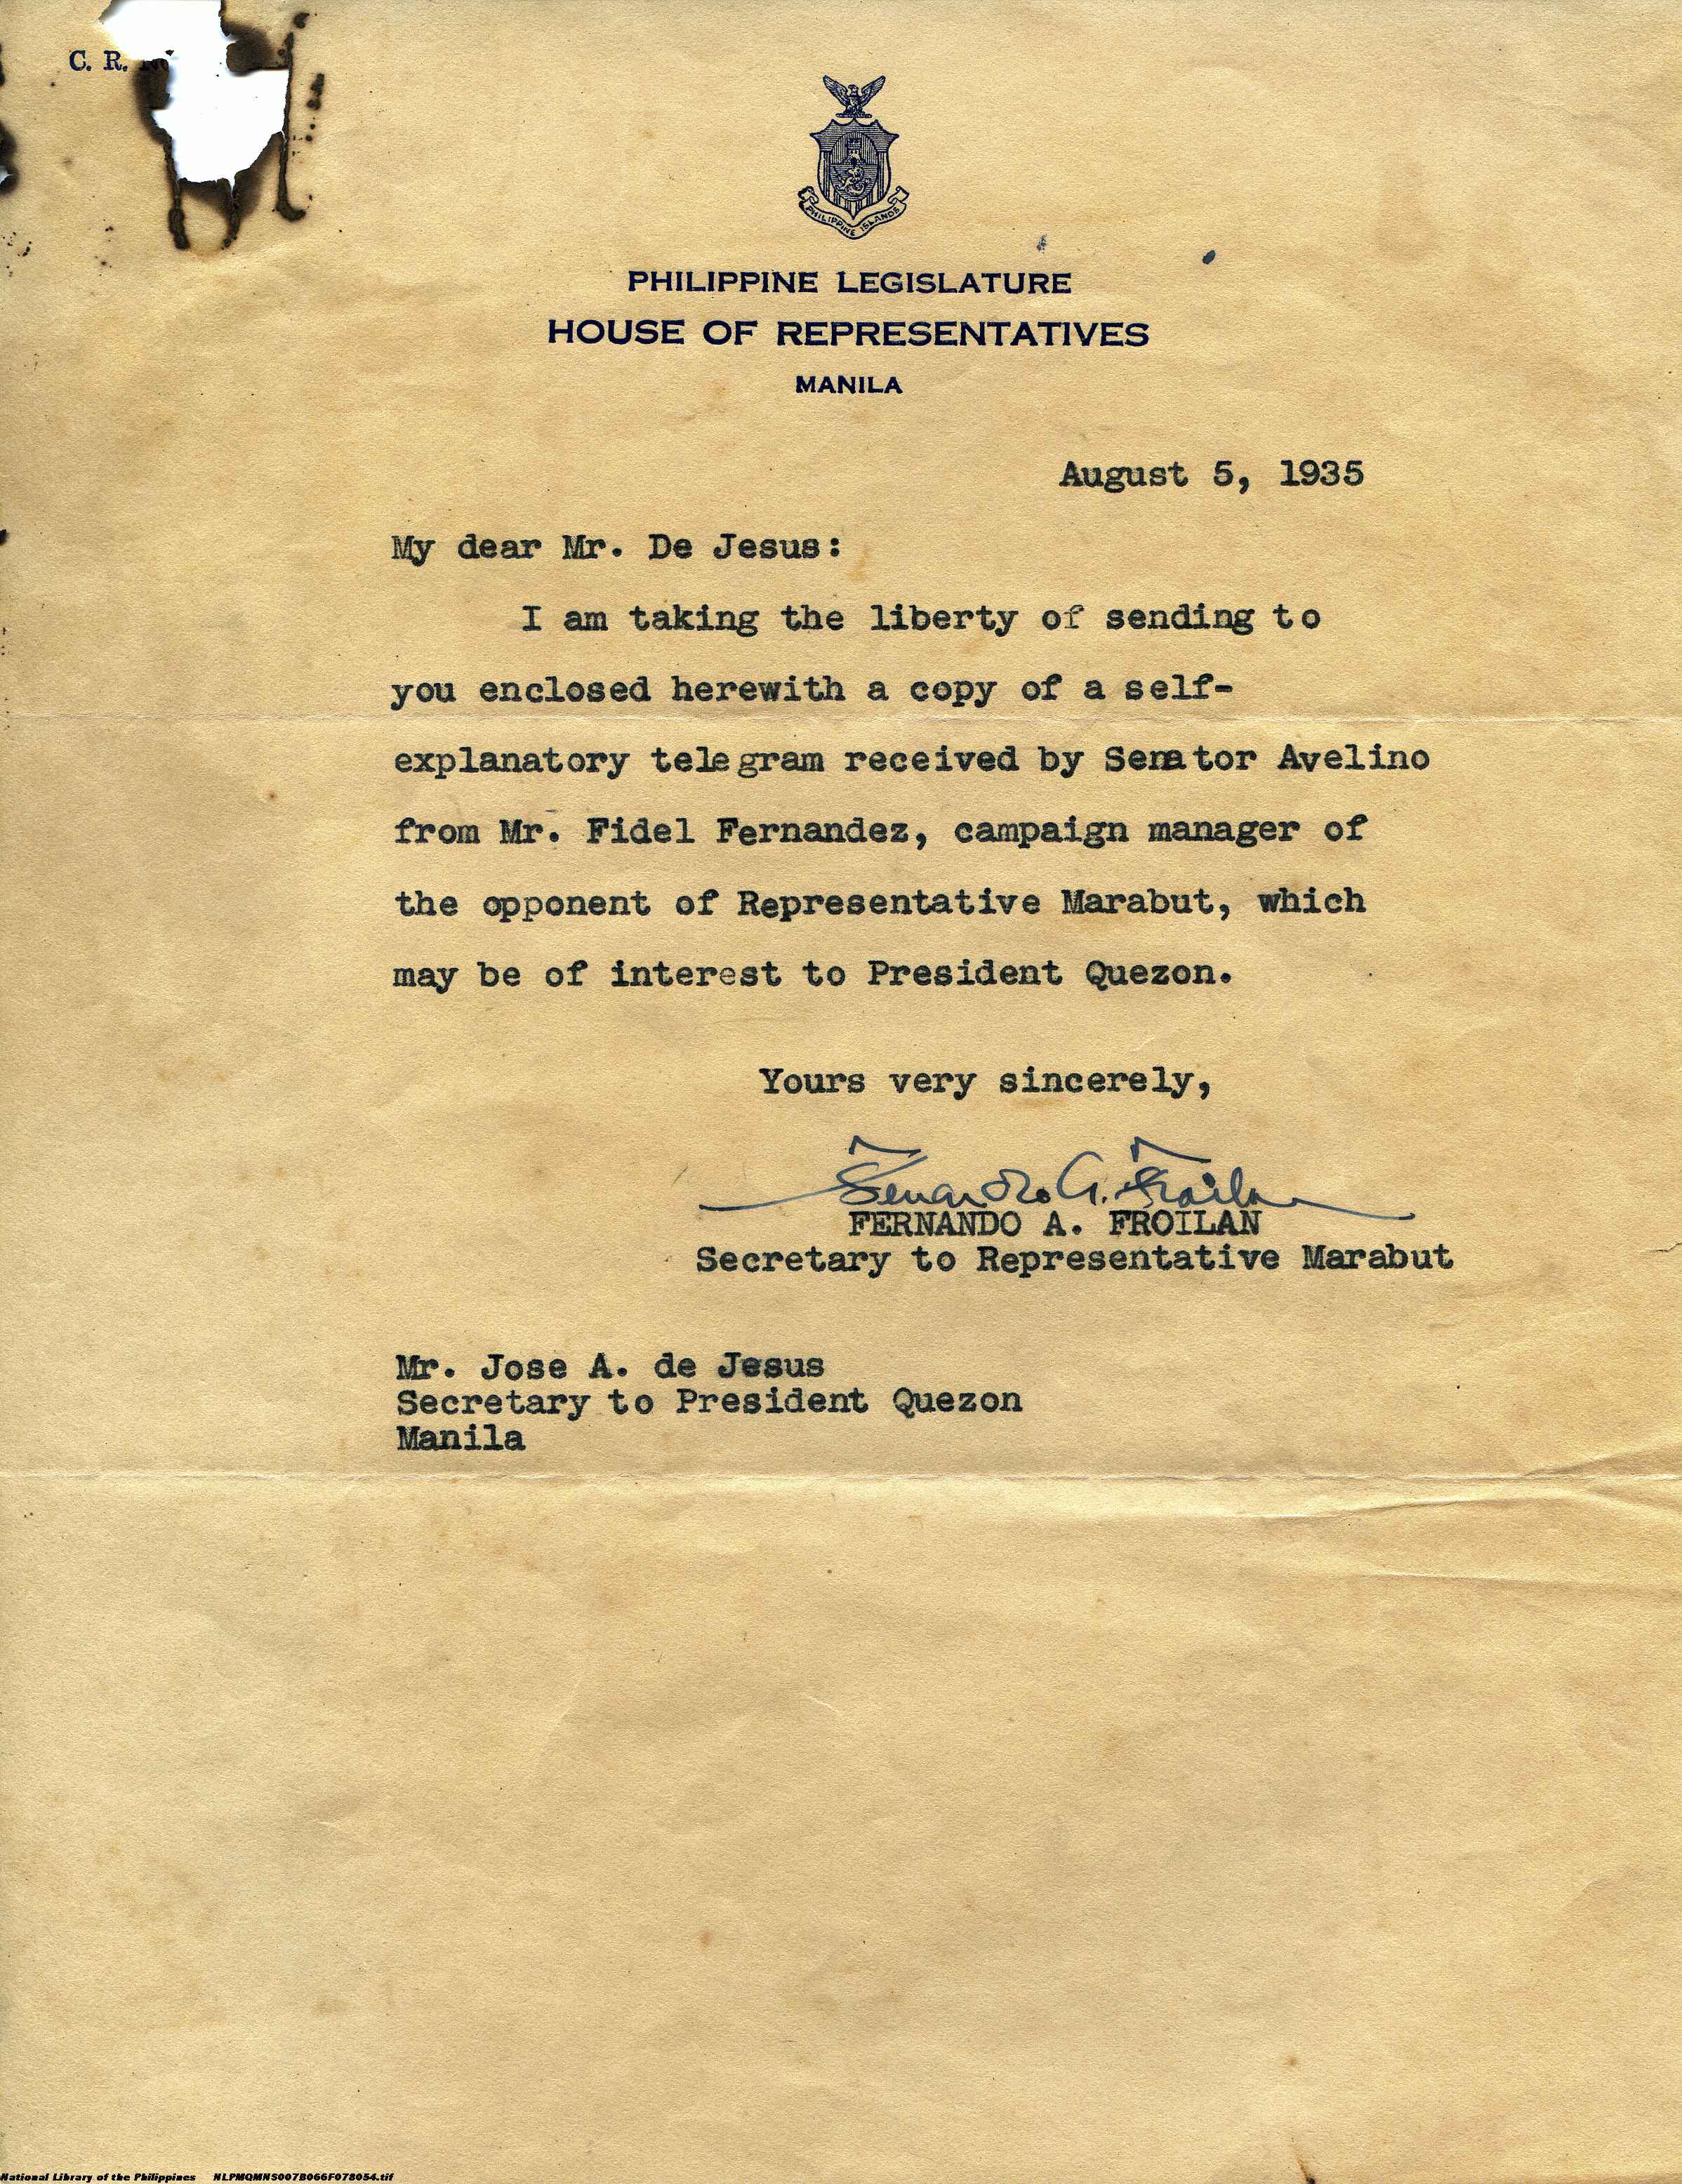 C. R. No
PHILIPPINE ISLANDS
PHILIPPINE LEGISLATURE
HOUSE OF REPRESENTATIVES
MANILA
August 5, 1935
My dear Mr. De Jesus:
I am taking the liberty of sending to
you enclosed herewith a copy of a self-
explanatory telegram received by Senator Avelino
from Mr. Fidel Fernandez, campaign manager of
the opponent of Representative Marabut, which
may be of interest to President Quezon.
Yours very sincerely,
Fernando A. Froilan
FERNANDO A. FROILAN
Secretary to Representative Marabut
Mr. Jose A. de Jesus
Secretary to President Quezon
Manila
National Library of the Philippines NLPMQMNS007B066F078054.tif